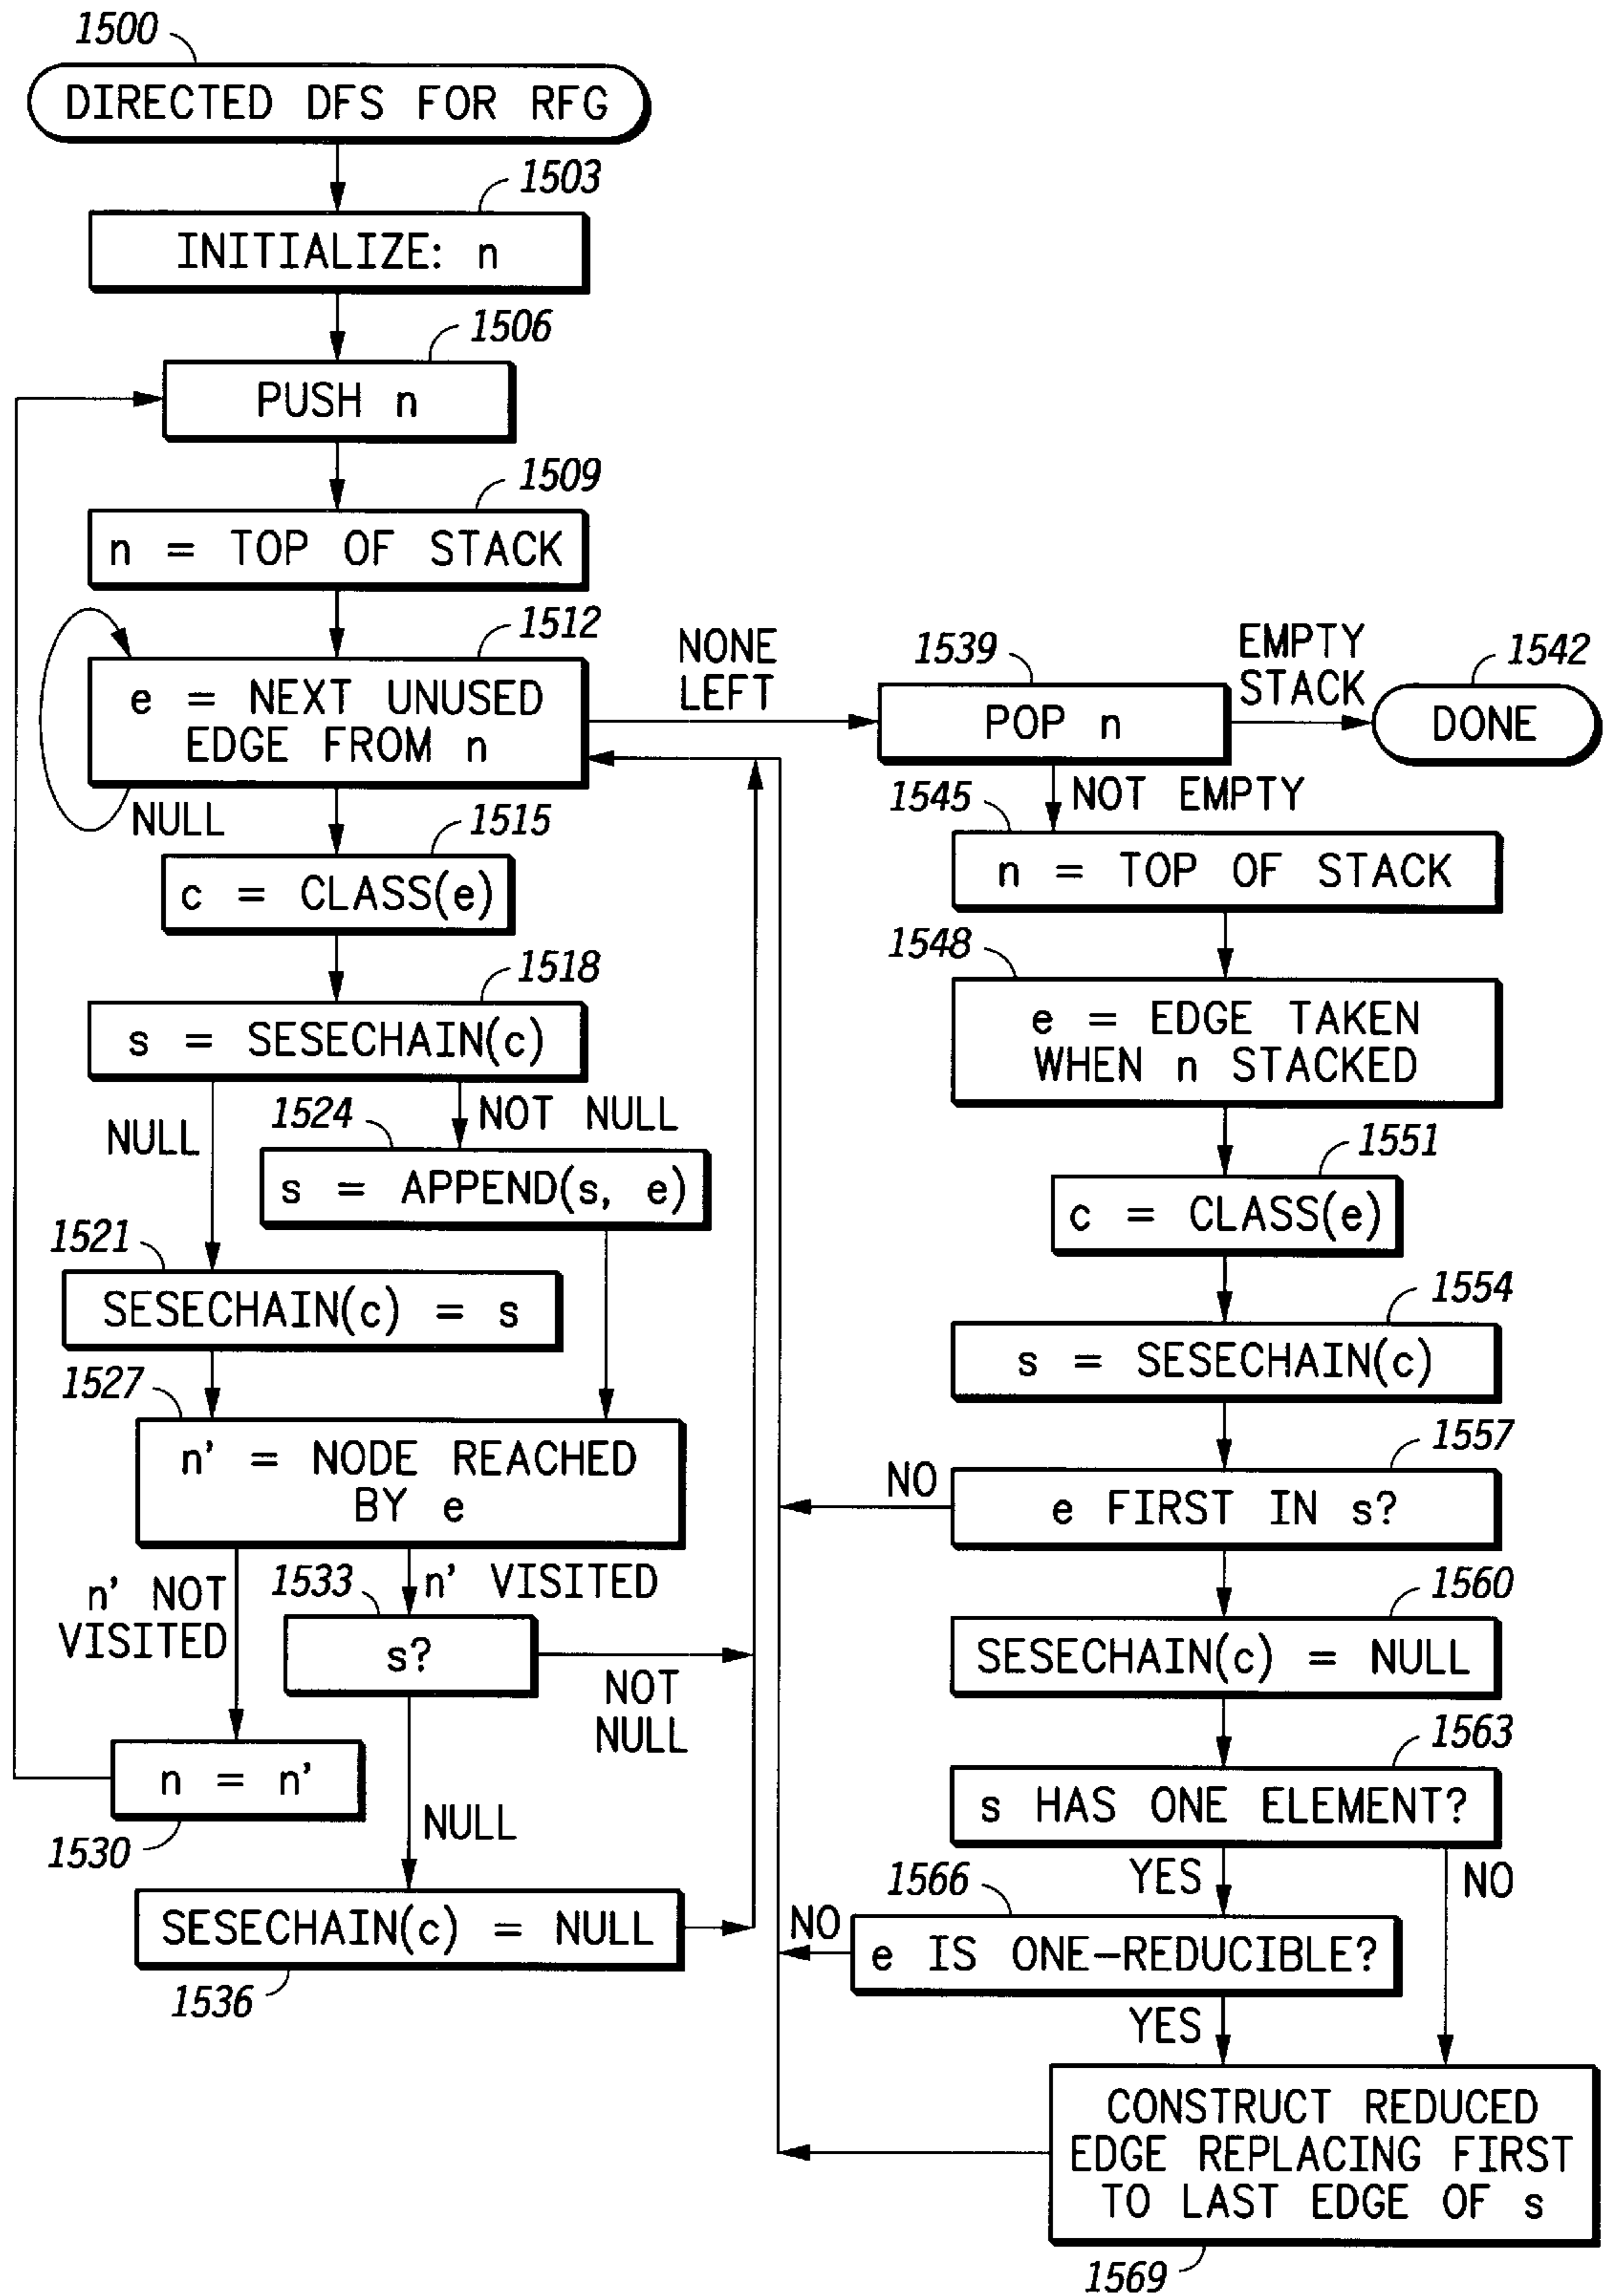 1500
DIRECTED DFS FOR RFG
1503
INITIALIZE: n
1506
PUSH n
1509
n = TOP OF STACK
1512
e = NEXT UNUSED
EDGE FROM n
NULL
NONE
LEFT
1515
c = CLASS(e)
1518
s = SESECHAIN(c)
NULL
NOT NULL
1524
s = APPEND(s, e)
1521
SESECHAIN(c) = s
1527
n' = NODE REACHED
BY e
n' NOT
VISITED
n' VISITED
1533
s?
NOT
NULL
n = n'
1530
NULL
SESECHAIN(c) = NULL
1536
1539
POP n
EMPTY
STACK
1542
DONE
NOT EMPTY
1545
n = TOP OF STACK
1548
e = EDGE TAKEN
WHEN n STACKED
1551
c = CLASS(e)
1554
s = SESECHAIN(c)
1557
e FIRST IN s?
NO
1560
SESECHAIN(c) = NULL
1563
s HAS ONE ELEMENT?
YES
NO
1566
e IS ONE-REDUCIBLE?
NO
YES
CONSTRUCT REDUCED
EDGE REPLACING FIRST
TO LAST EDGE OF s
1569